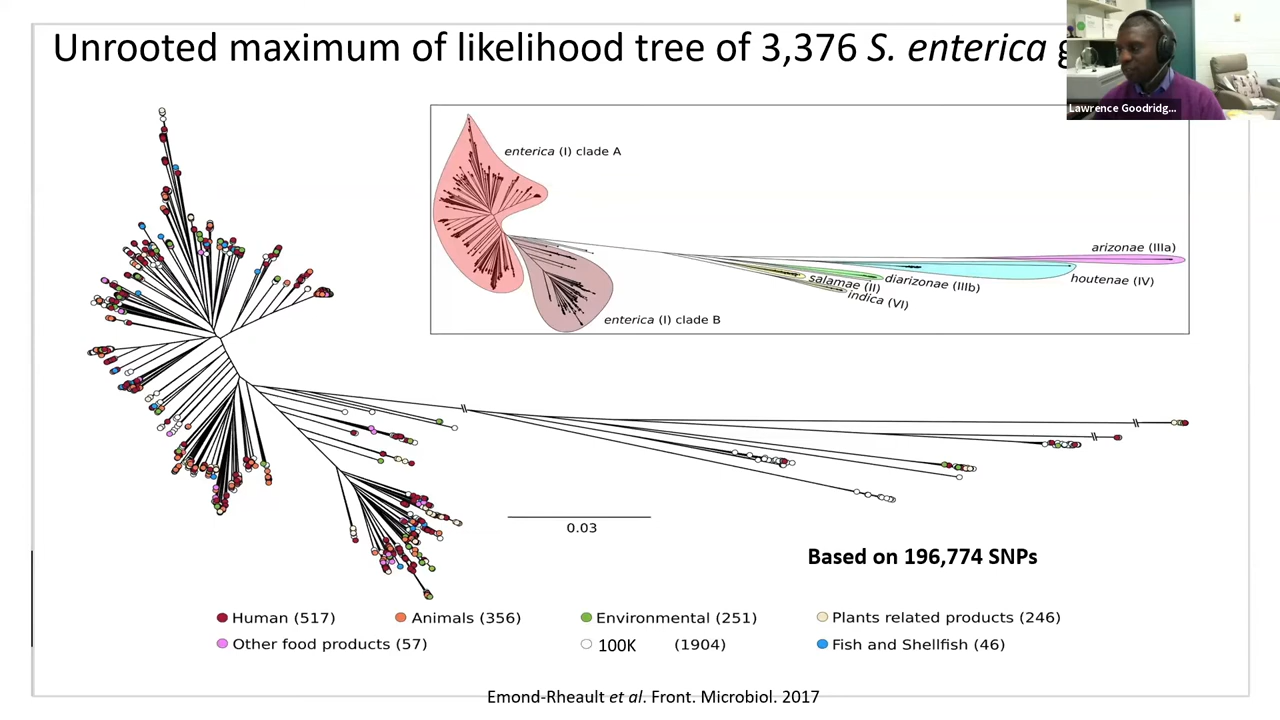 Unrooted maximum of likelihood tree of 3,376 S. enterica
Lawrence Goodridg...
enterica (I) clade A
arizonae (IIIa)
salamae (II)
diarizonae (IIIb)
houtenae (IV)
indica (VI)
enterica (I) clade B
0.03
Based on 196,774 SNPs
Human (517) Animals (356) Environmental (251) Plants related products (246)
Other food products (57) 100K (1904) Fish and Shellfish (46)
Emond-Rheault et al. Front. Microbiol. 2017